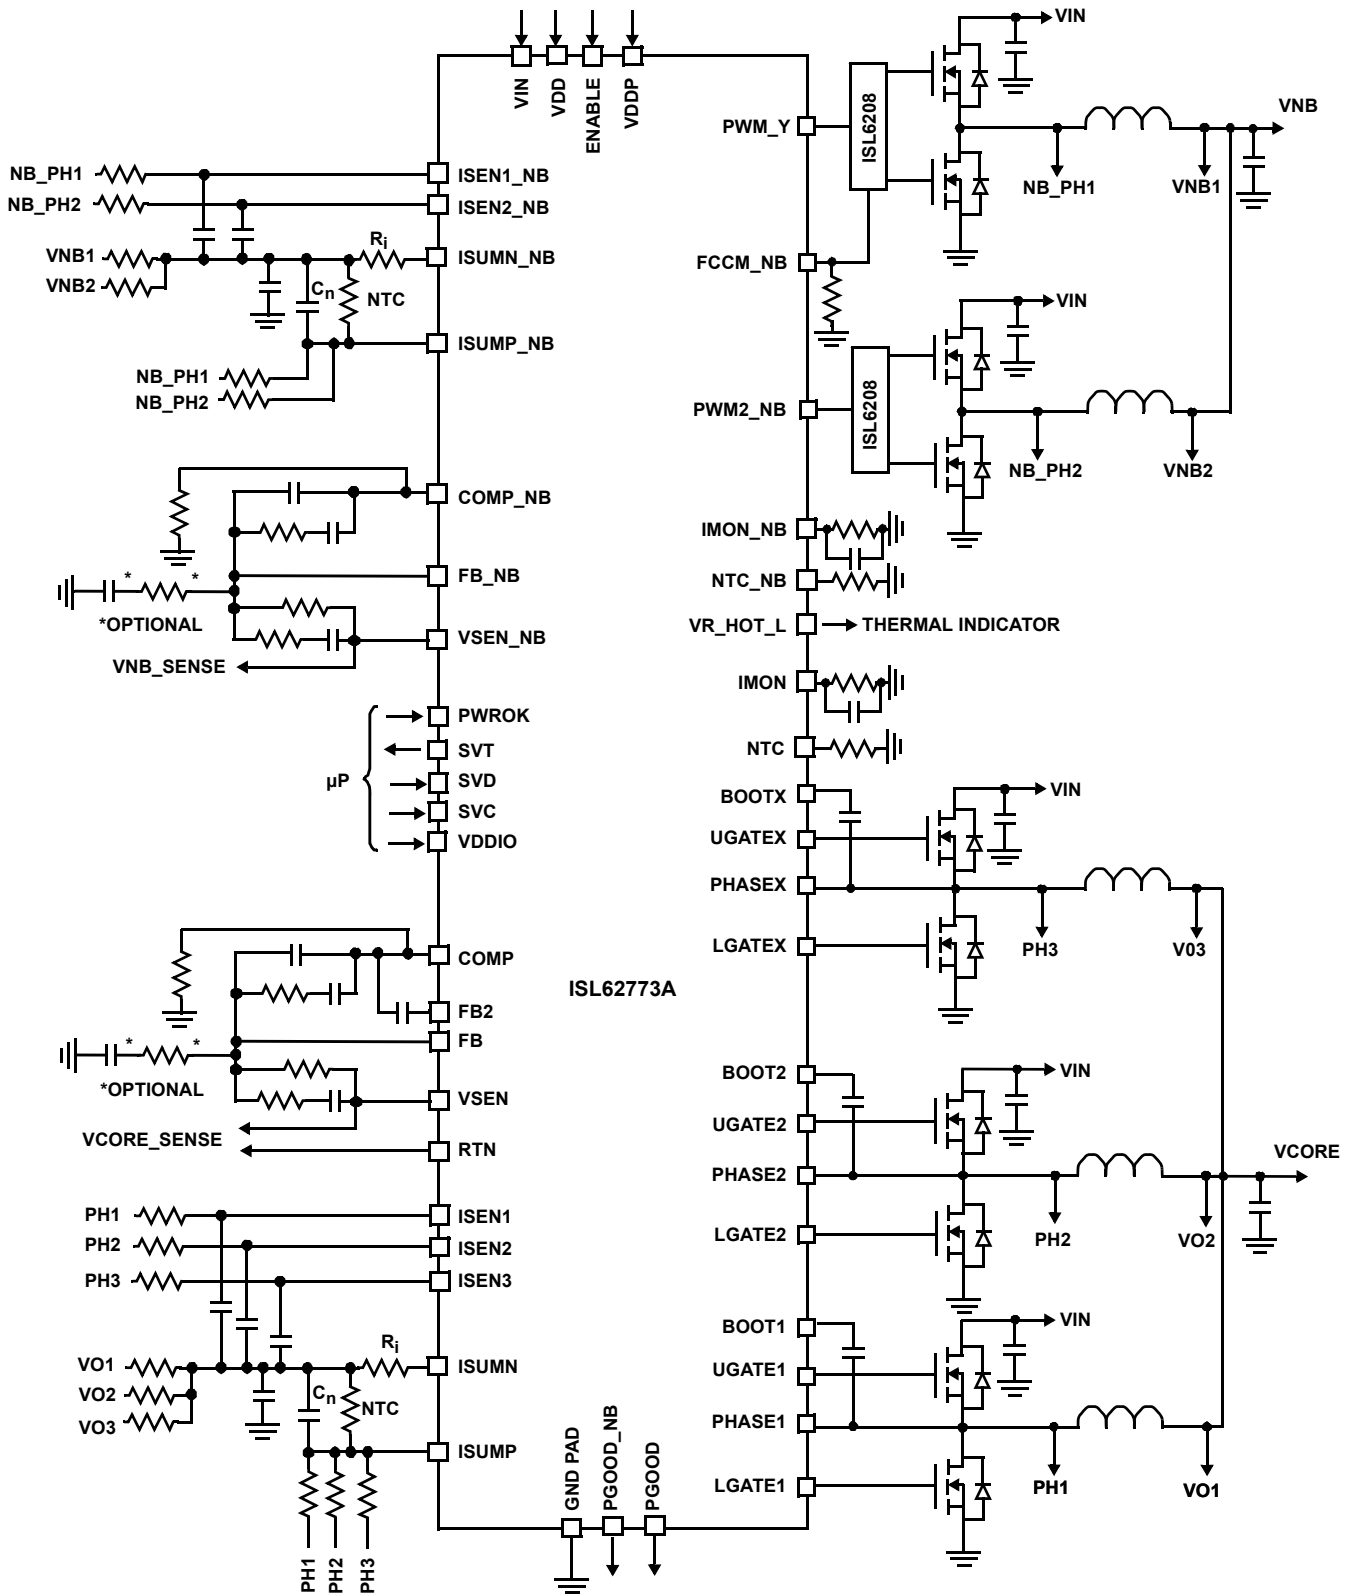 VIN
VDD
ENABLE
VDDP
VIN
PWM_Y
ISL6208
VNB
NB_PH1
VNB1
NB_PH1
ISEN1_NB
NB_PH2
ISEN2_NB
VNB1
VNB2
Ri
ISUMN_NB
FCCM_NB
Cn
NTC
ISUMP_NB
NB_PH1
NB_PH2
VIN
PWM2_NB
ISL6208
NB_PH2
VNB2
COMP_NB
IMON_NB
FB_NB
NTC_NB
* *
*OPTIONAL
VSEN_NB
VNB_SENSE
VR_HOT_L
THERMAL INDICATOR
IMON
µP
PWROK
SVT
SVD
SVC
VDDIO
NTC
BOOTX
VIN
UGATEX
PHASEX
LGATEX
PH3
V03
COMP
ISL62773A
FB2
FB
* *
*OPTIONAL
VSEN
VCORE_SENSE
RTN
BOOT2
VIN
UGATE2
PHASE2
VCORE
LGATE2
PH2
VO2
PH1
ISEN1
PH2
ISEN2
PH3
ISEN3
BOOT1
VIN
VO1
VO2
VO3
Ri
ISUMN
UGATE1
Cn
NTC
ISUMP
PHASE1
LGATE1
PH1
VO1
GND PAD
PGOOD_NB
PGOOD
PH1
PH2
PH3